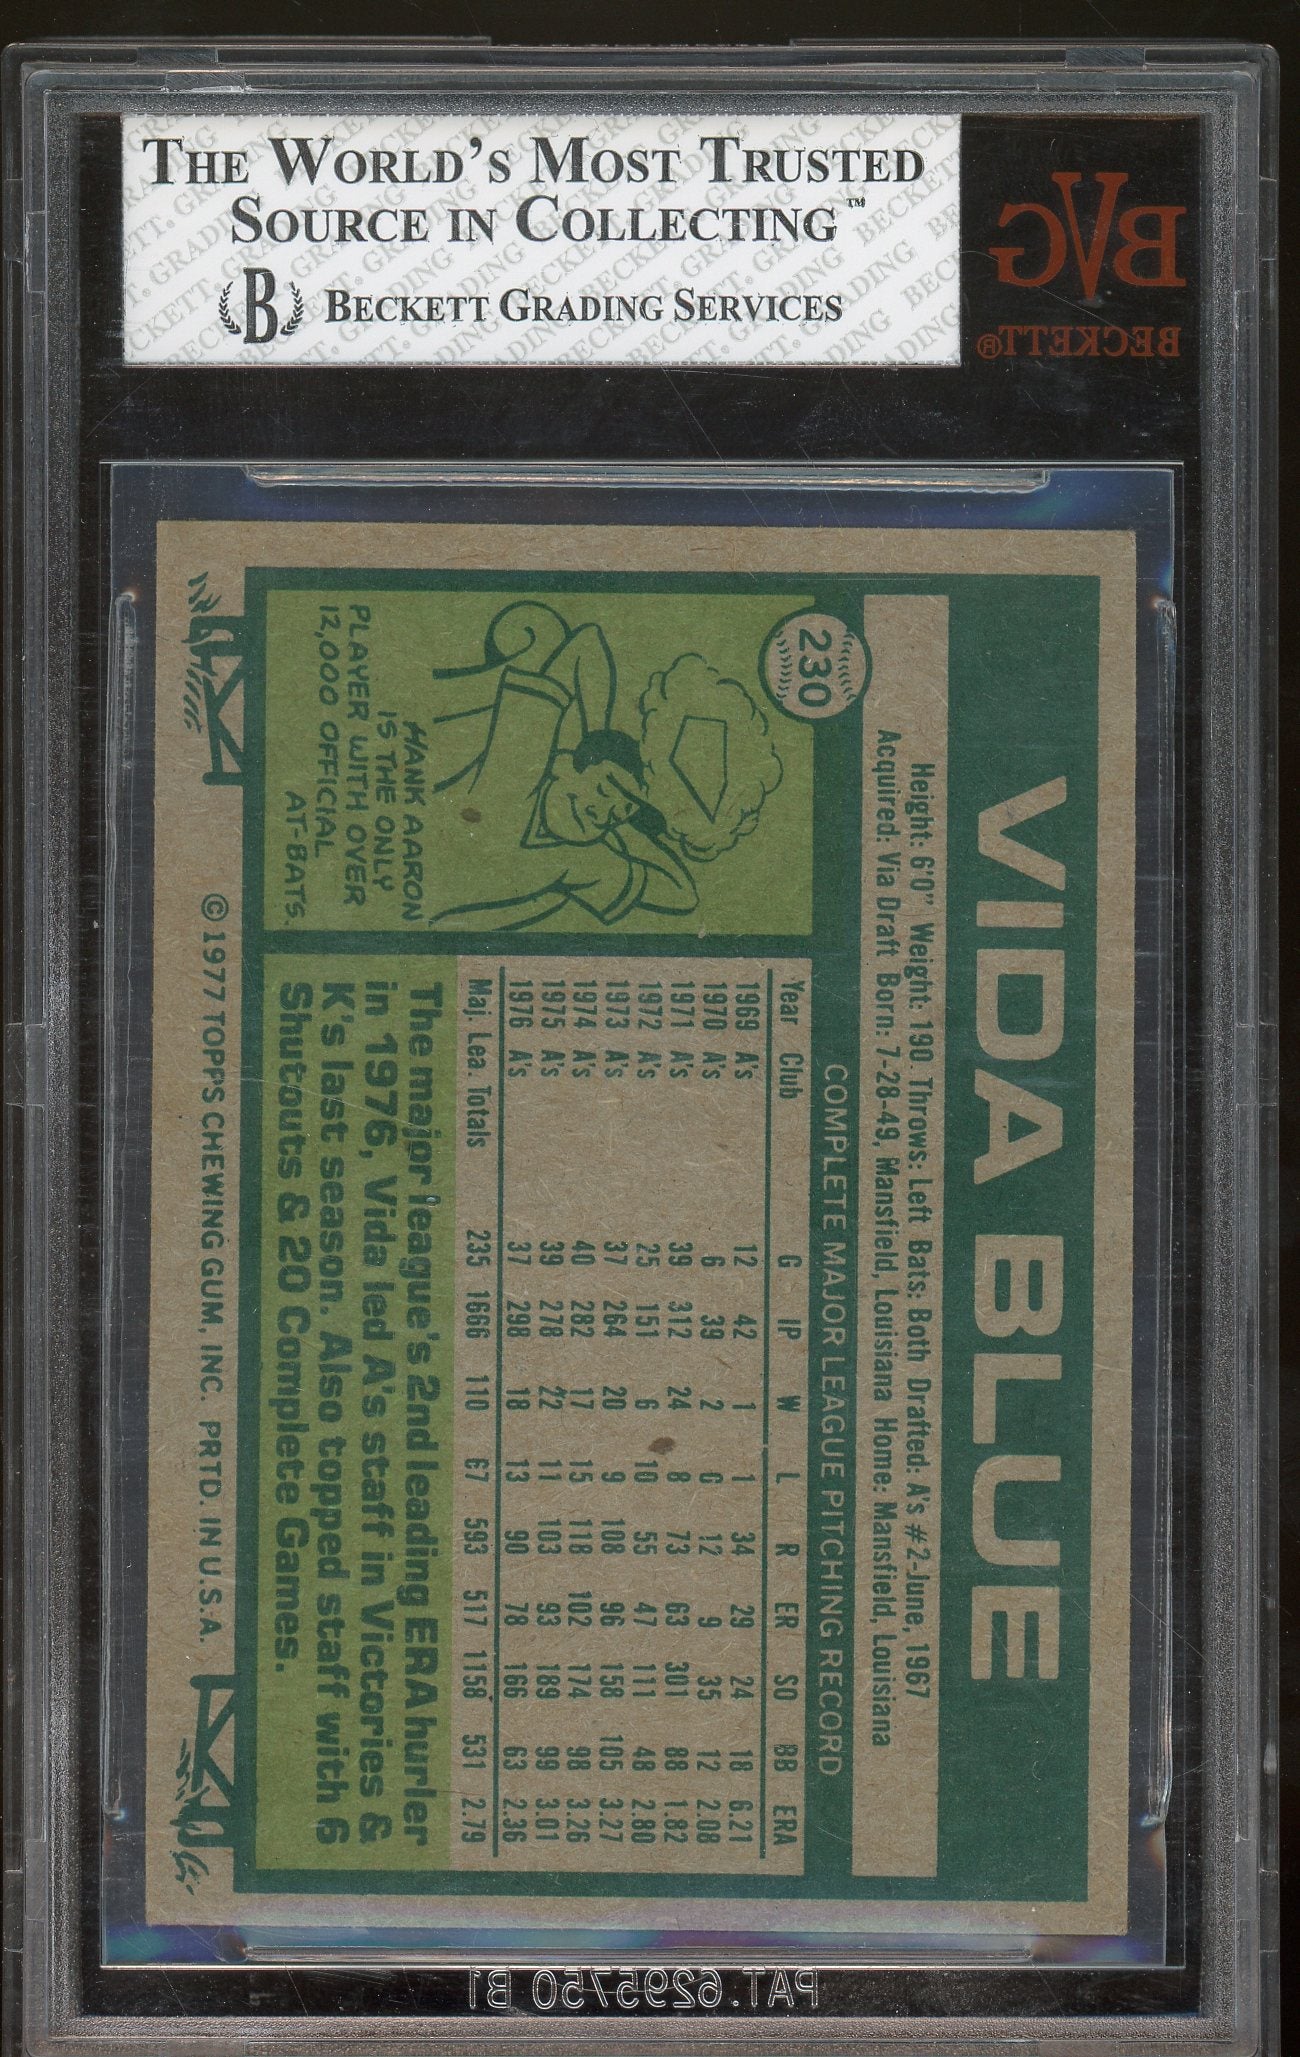 THE WORLD'S MOST TRUSTED
SOURCE IN COLLECTING™
B BECKETT GRADING SERVICES
BVG
BECKETT®
VIDA BLUE
230
Height: 6'0" Weight: 190 Throws: Left Bats: Both Drafted: A's #2-June, 1967
Acquired: Via Draft Born: 7-28-49, Mansfield, Louisiana Home: Mansfield, Louisiana
COMPLETE MAJOR LEAGUE PITCHING RECORD
Year Club G IP W L R ER SO BB ERA
1969 A's 12 42 1 1 34 29 24 18 6.21
1970 A's 6 39 2 0 12 9 35 12 2.08
1971 A's 39 312 24 8 73 63 301 88 1.82
1972 A's 25 151 6 10 55 47 111 48 2.80
1973 A's 37 264 20 9 108 96 158 105 3.27
1974 A's 40 282 17 15 118 102 174 98 3.26
1975 A's 39 278 22 11 103 93 189 99 3.01
1976 A's 37 298 18 13 90 78 166 63 2.36
Maj. Lea. Totals 235 1666 110 67 593 517 1158 531 2.79
HANK AARON
IS THE ONLY
PLAYER WITH OVER
12,000 OFFICIAL
AT-BATS.
The major league's 2nd leading ERA hurler
in 1976, Vida led A's staff in Victories &
K's last season. Also topped staff with 6
Shutouts & 20 Complete Games.
© 1977 TOPPS CHEWING GUM, INC. PRTD. IN U.S.A.
PAT. 6295750 B1